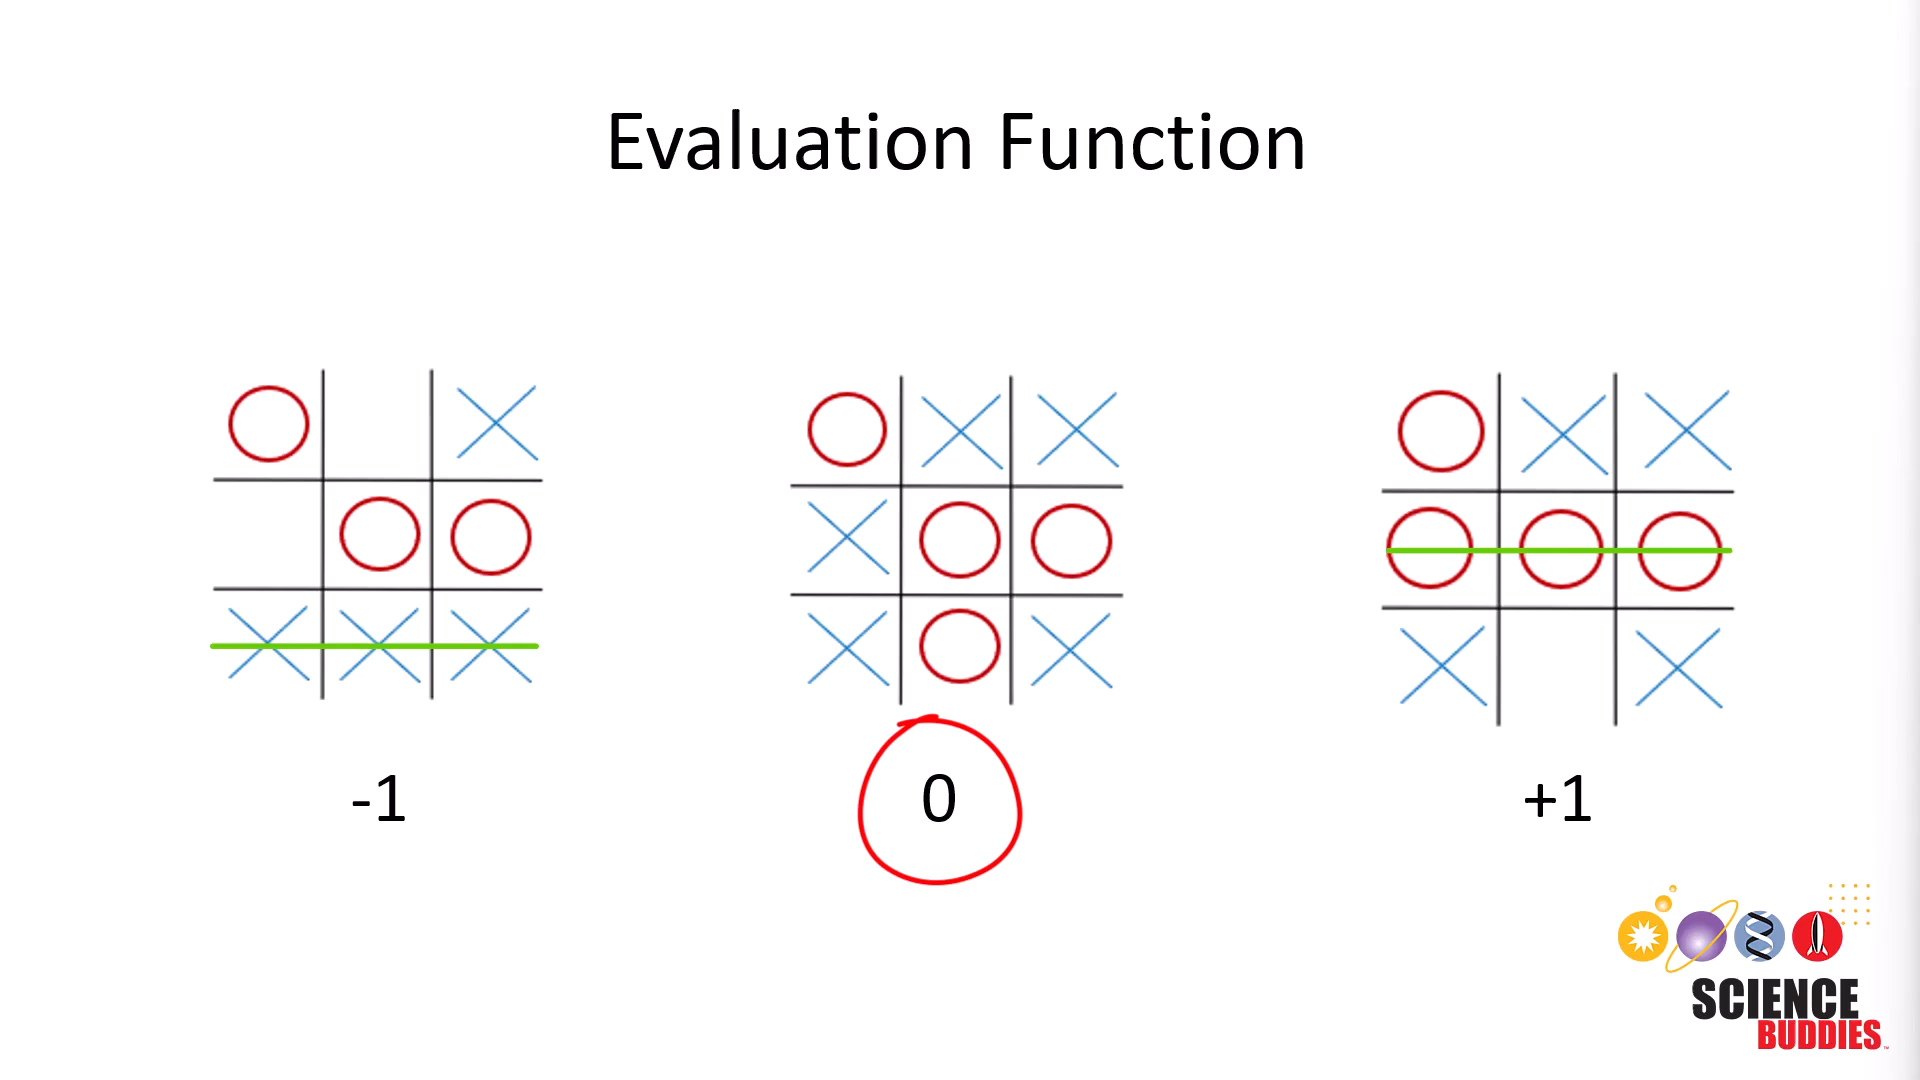 Evaluation Function
-1
0
+1
SCIENCE
BUDDIES